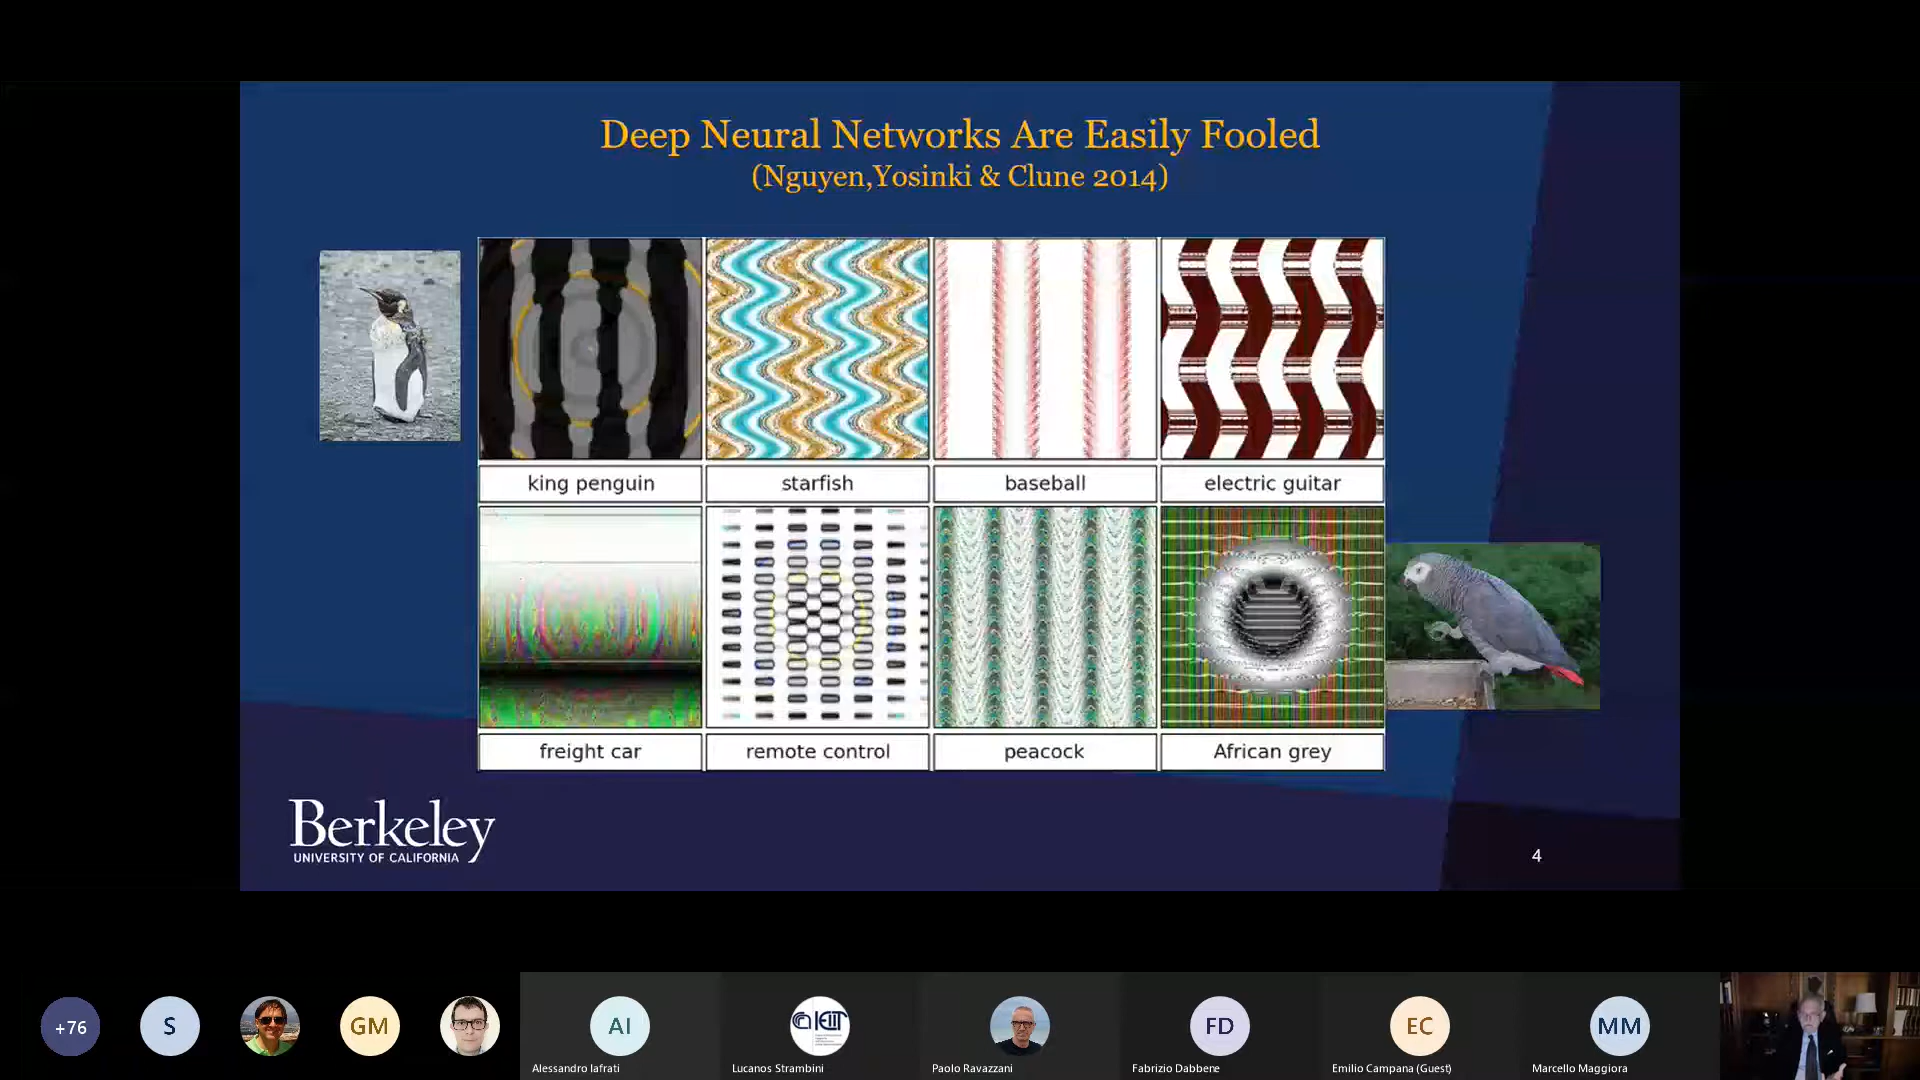 Deep Neural Networks Are Easily Fooled
(Nguyen,Yosinki & Clune 2014)
king penguin
starfish
baseball
electric guitar
freight car
remote control
peacock
African grey
Berkeley
UNIVERSITY OF CALIFORNIA
4
+76
S
GM
AI
IEIIT
FD
EC
MM
Alessandro Iafrati
Lucanos Strambini
Paolo Ravazzani
Fabrizio Dabbene
Emilio Campana (Guest)
Marcello Maggiora